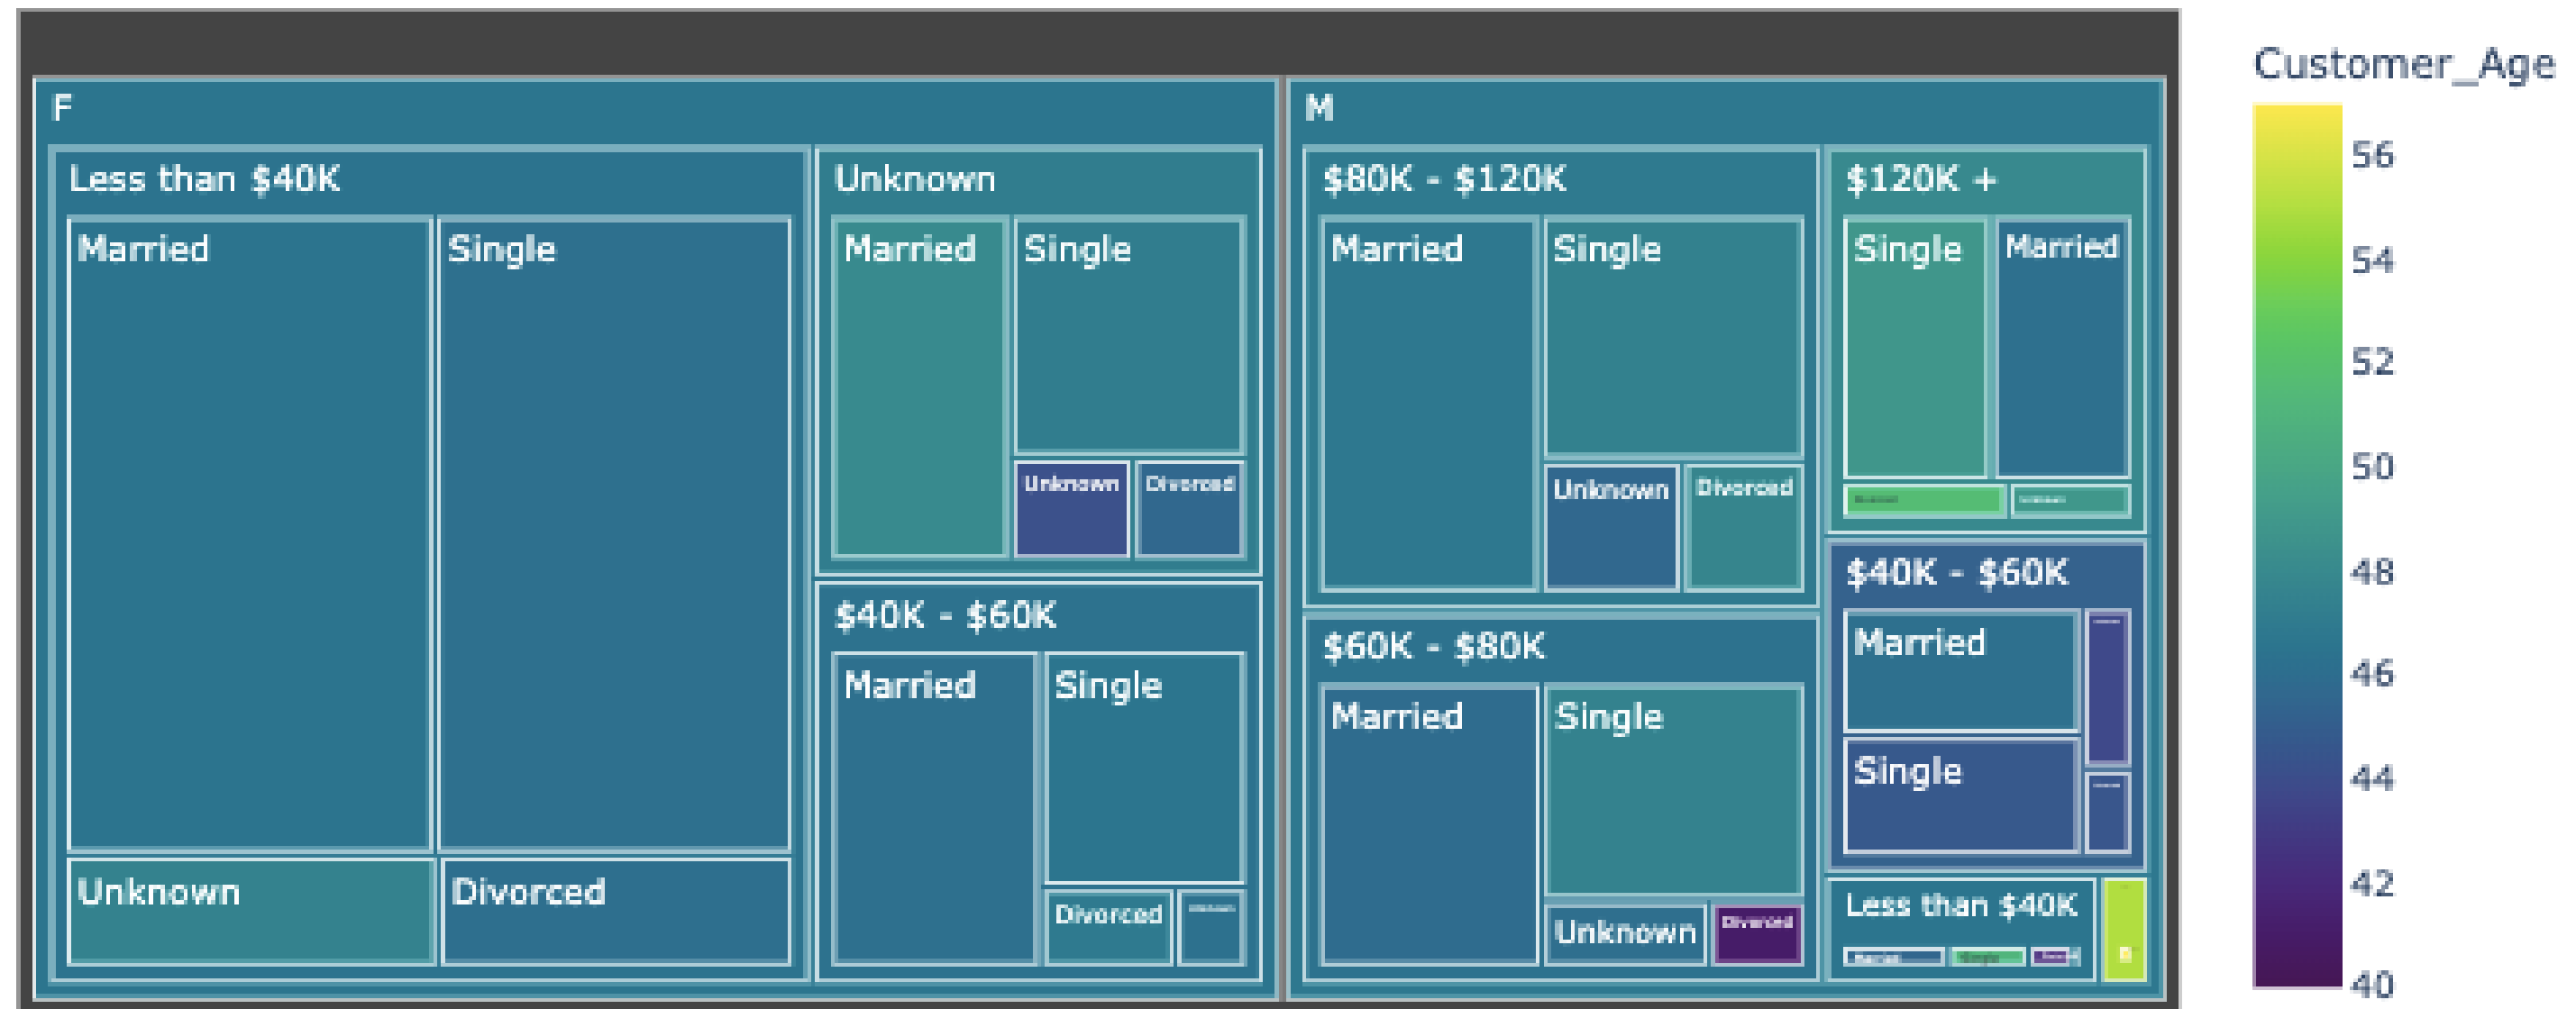 F
Less than $40K
Married
Single
Unknown
Divorced
Unknown
Married
Single
Unknown
Divorced
$40K - $60K
Married
Single
Divorced
M
$80K - $120K
Married
Single
Unknown
Divorced
$60K - $80K
Married
Single
Unknown
Divorced
$120K +
Single
Married
$40K - $60K
Married
Single
Less than $40K
Single
Customer_Age
56
54
52
50
48
46
44
42
40